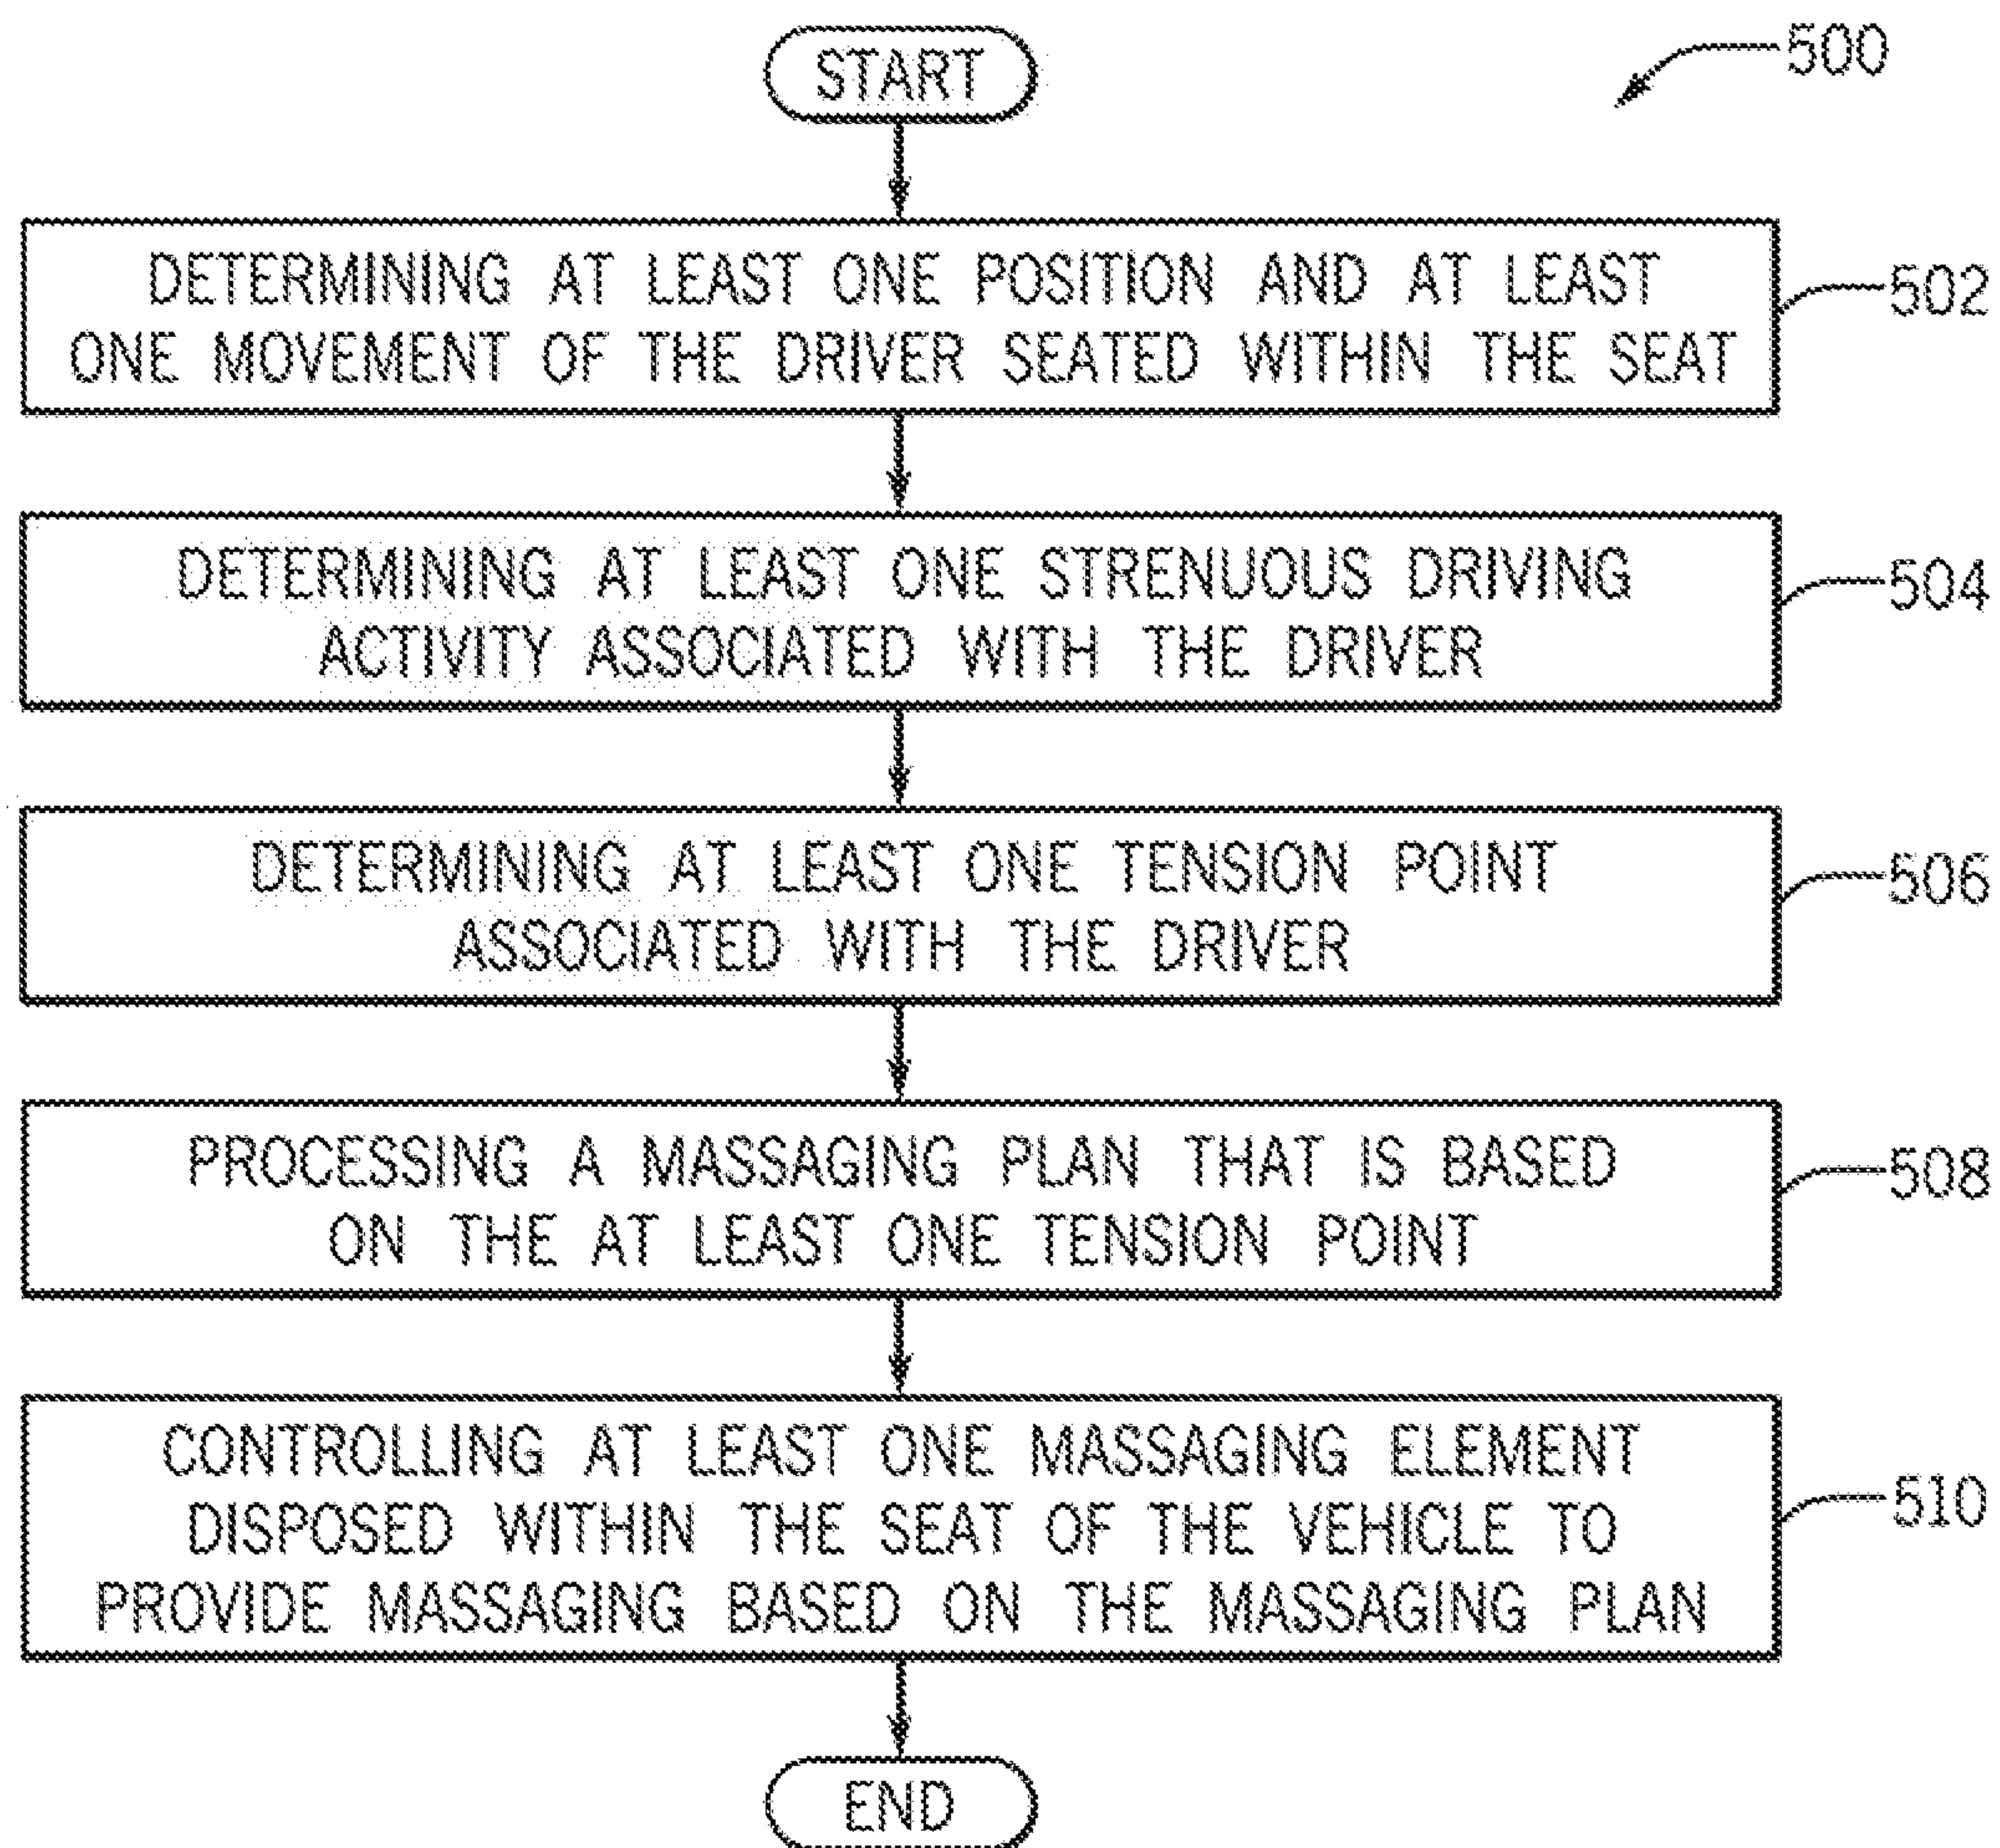 START
500
DETERMINING AT LEAST ONE POSITION AND AT LEAST
ONE MOVEMENT OF THE DRIVER SEATED WITHIN THE SEAT
502
DETERMINING AT LEAST ONE STRENUOUS DRIVING
ACTIVITY ASSOCIATED WITH THE DRIVER
504
DETERMINING AT LEAST ONE TENSION POINT
ASSOCIATED WITH THE DRIVER
506
PROCESSING A MASSAGING PLAN THAT IS BASED
ON THE AT LEAST ONE TENSION POINT
508
CONTROLLING AT LEAST ONE MASSAGING ELEMENT
DISPOSED WITHIN THE SEAT OF THE VEHICLE TO
PROVIDE MASSAGING BASED ON THE MASSAGING PLAN
510
END